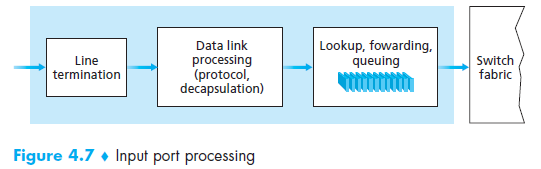 Line
termination
Data link
processing
(protocol,
decapsulation)
Lookup, fowarding,
queuing
Switch
fabric
Figure 4.7 ♦ Input port processing